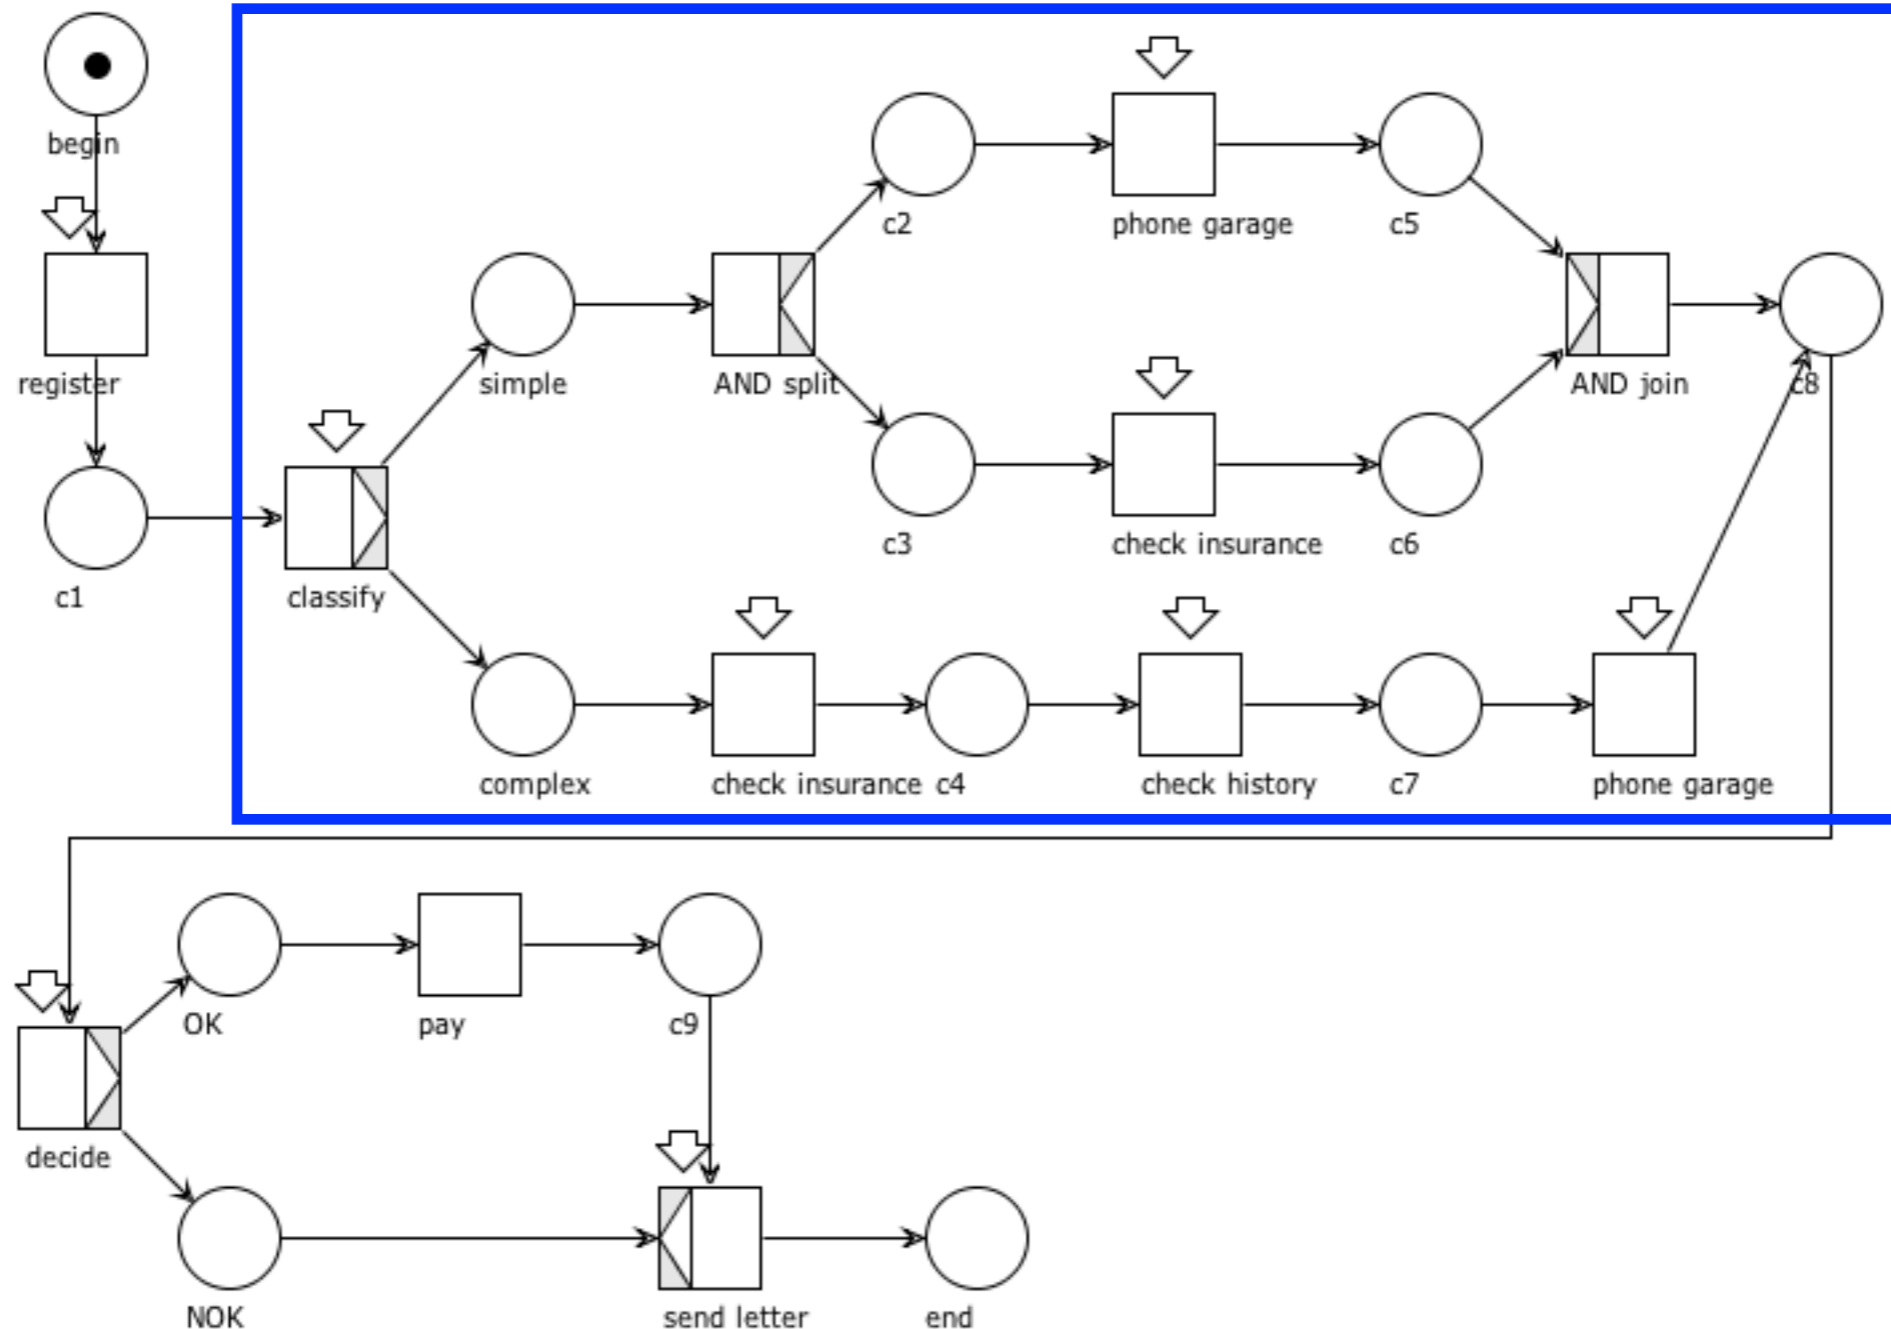 begin
c2
phone garage
c5
register
simple
AND split
AND join
c8
c3
check insurance
c6
c1
classify
complex
check insurance
c4
check history
c7
phone garage
OK
pay
c9
decide
NOK
send letter
end